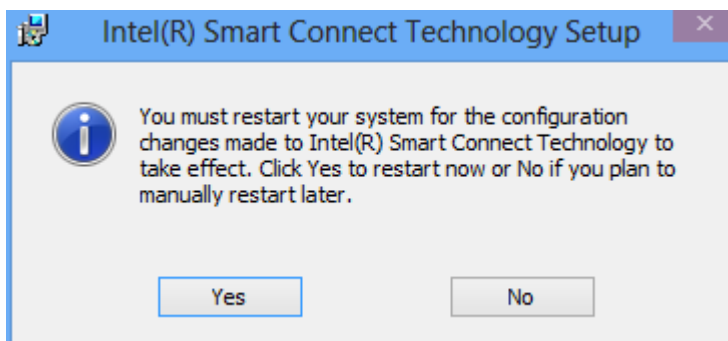 Intel(R) Smart Connect Technology Setup
You must restart your system for the configuration
changes made to Intel(R) Smart Connect Technology to
take effect. Click Yes to restart now or No if you plan to
manually restart later.
Yes
No